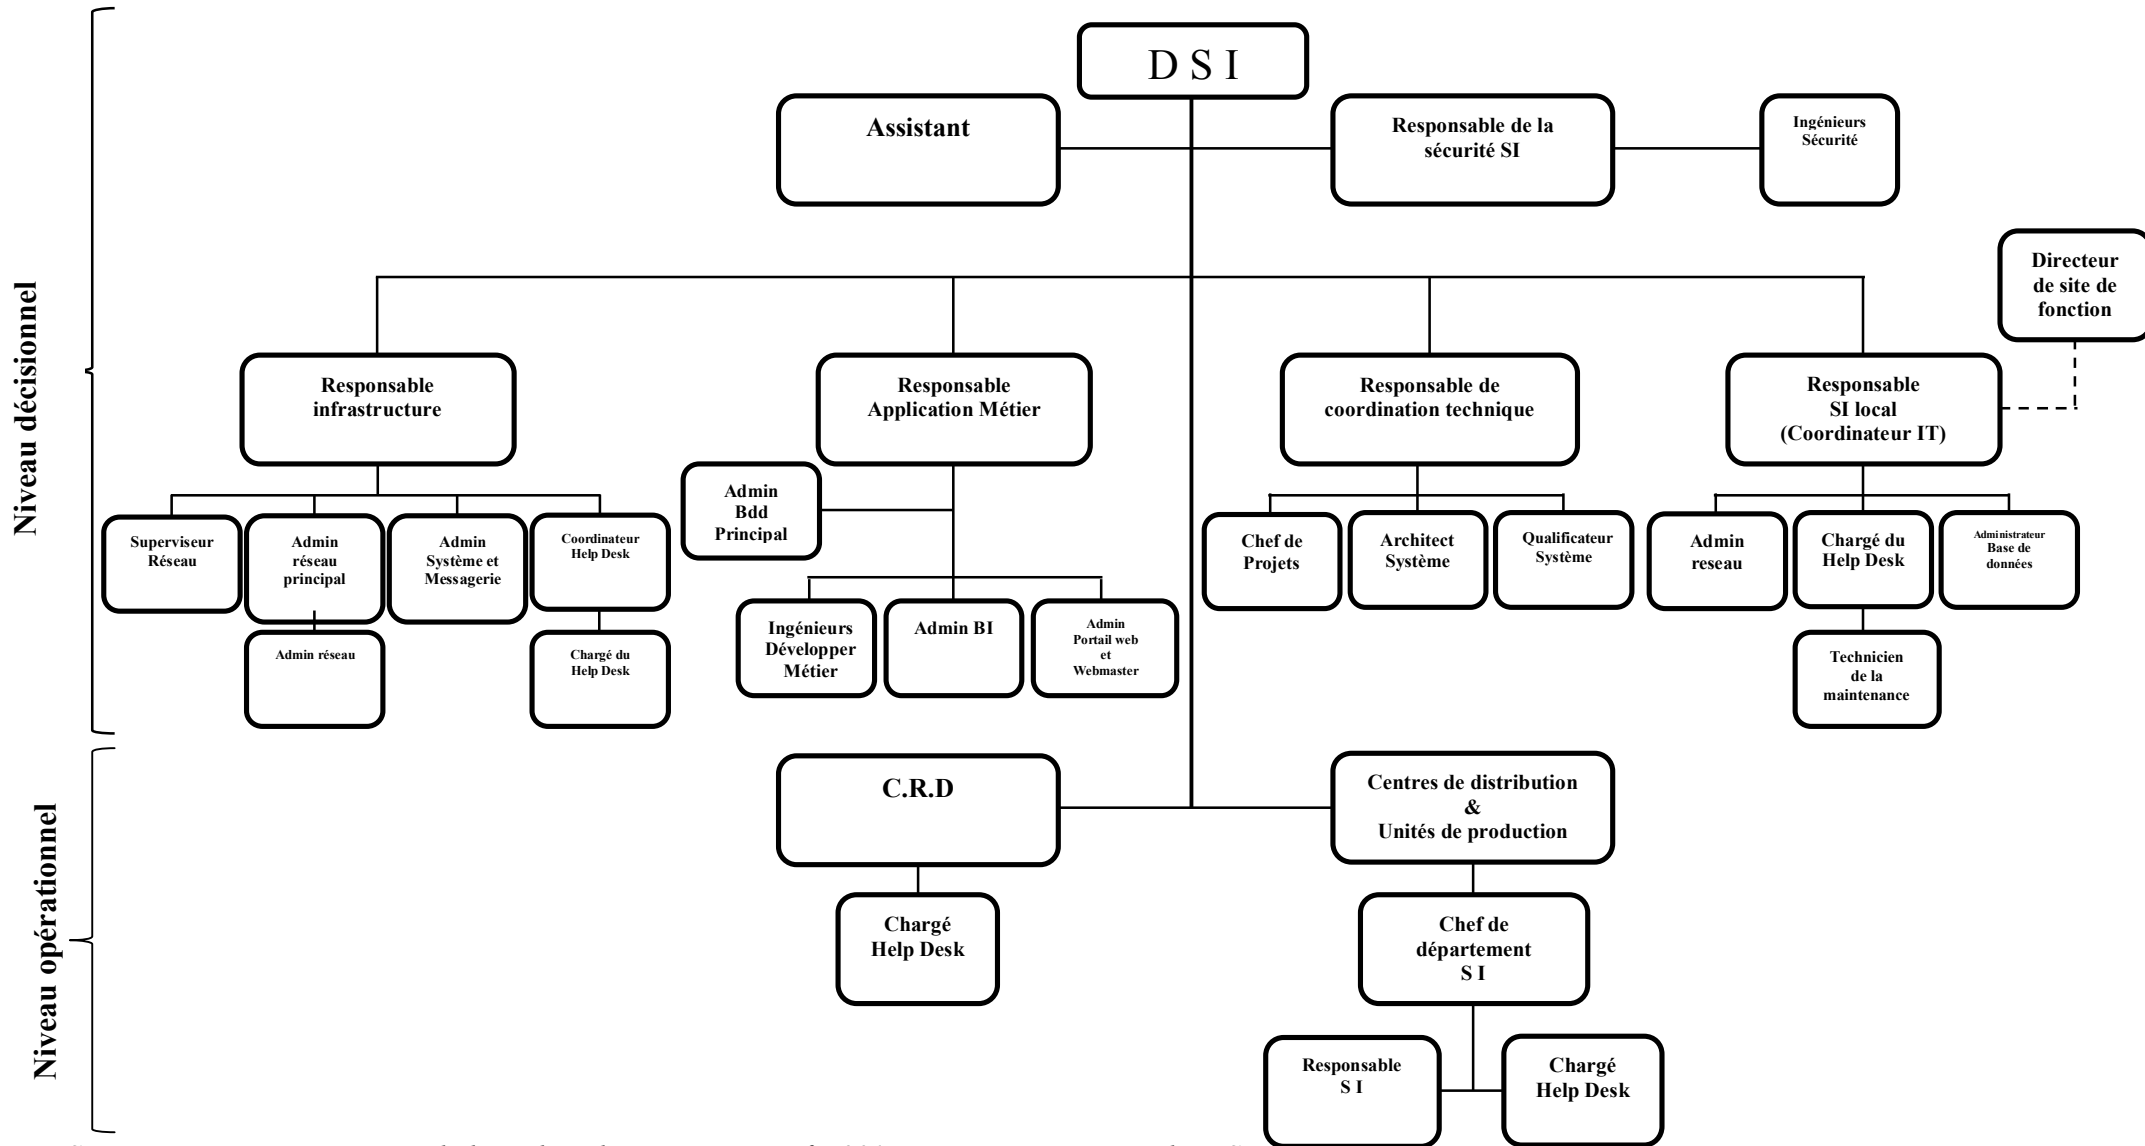 D S I
Assistant
Responsable de la
sécurité SI
Ingénieurs
Sécurité
Directeur
de site de
fonction
Niveau décisionnel
Responsable
infrastructure
Responsable
Application Métier
Responsable de
coordination technique
Responsable
SI local
(Coordinateur IT)
Superviseur
Réseau
Admin
réseau
principal
Admin
Système et
Messagerie
Coordinateur
Help Desk
Admin réseau
Chargé du
Help Desk
Admin
Bdd
Principal
Ingénieurs
Développer
Métier
Admin BI
Admin
Portail web
et
Webmaster
Chef de
Projets
Architect
Système
Qualificateur
Système
Admin
reseau
Chargé du
Help Desk
Administrateur
Base de
données
Technicien
de la
maintenance
Niveau opérationnel
C.R.D
Centres de distribution
&
Unités de production
Chargé
Help Desk
Chef de
département
S I
Responsable
S I
Chargé
Help Desk